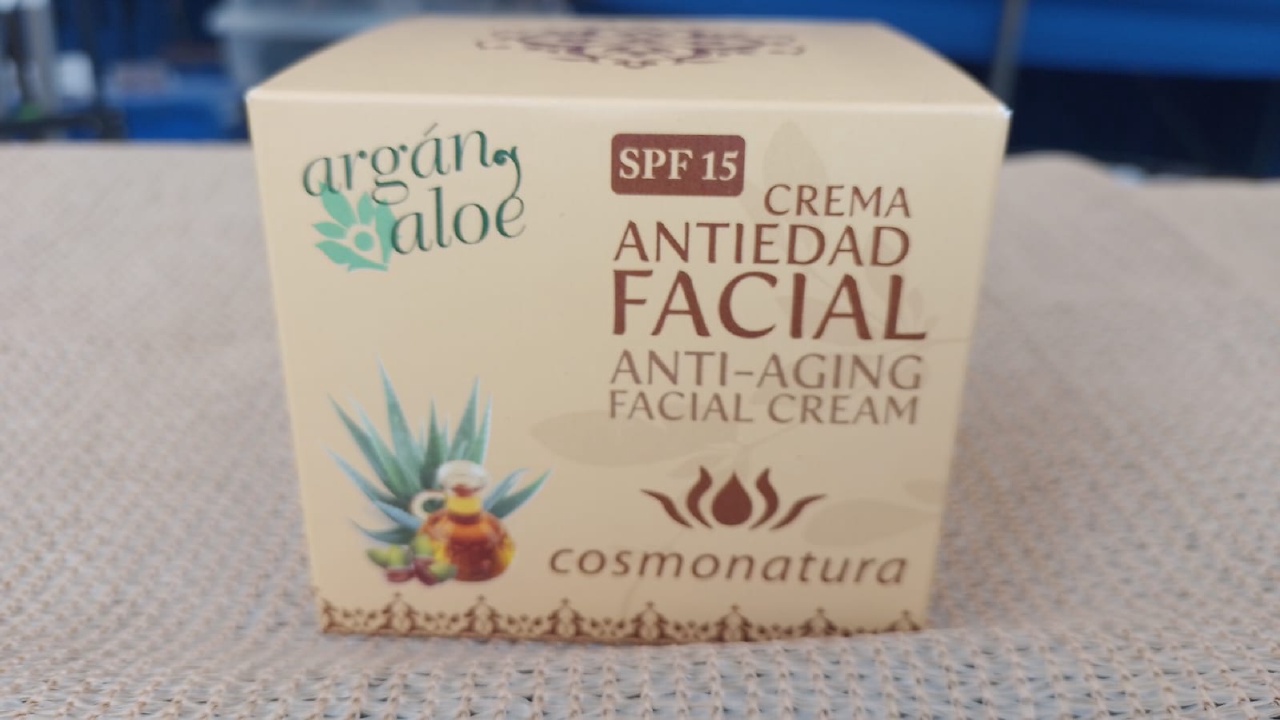 argán y
aloe
SPF 15
CREMA
ANTIEDAD
FACIAL
ANTI-AGING
FACIAL CREAM
cosmonatura